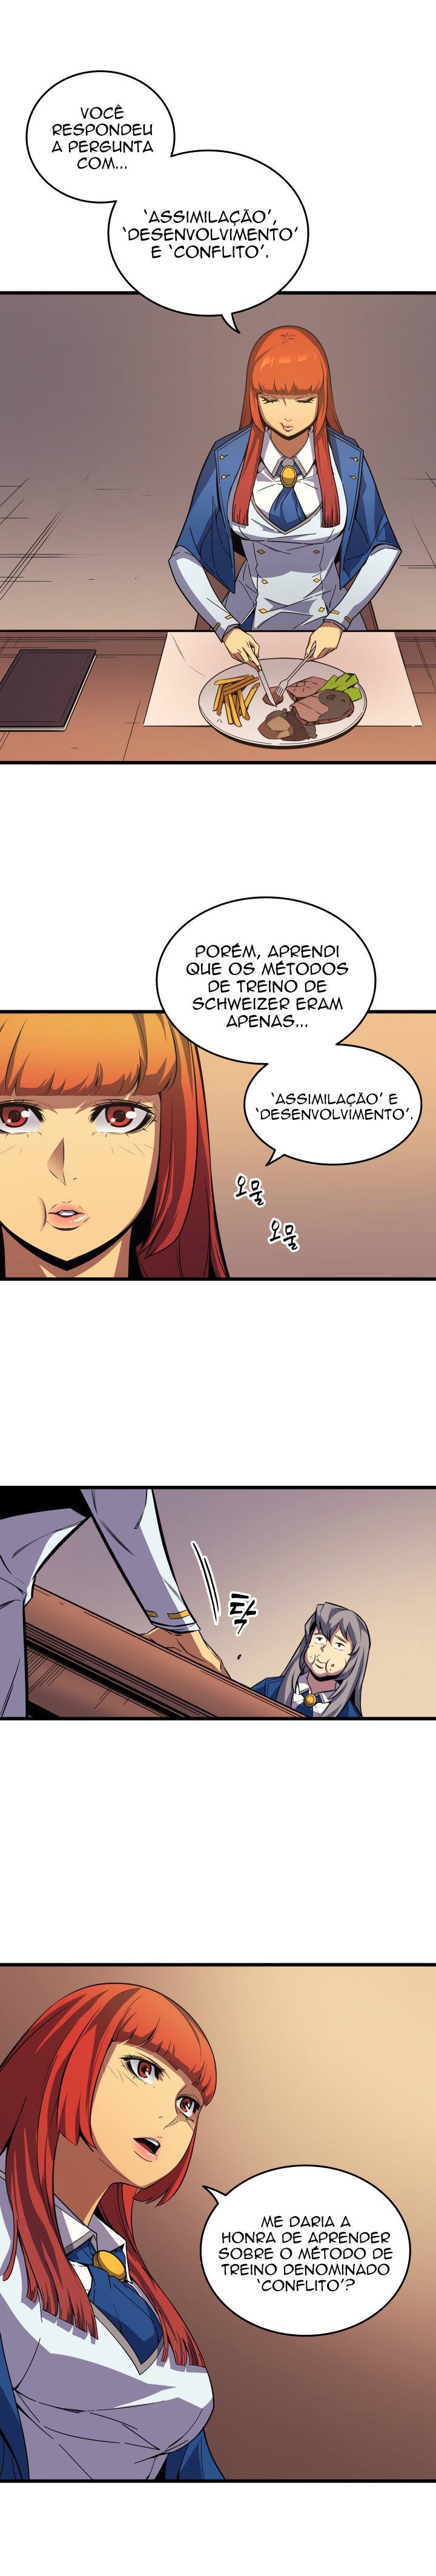 VOCÊ
RESPONDEU
A PERGUNTA
COM...
'ASSIMILAÇÃO',
'DESENVOLVIMENTO'
E 'CONFLITO'.
PORÉM, APRENDI
QUE OS MÉTODOS
DE TREINO DE
SCHWEIZER ERAM
APENAS...
'ASSIMILAÇÃO' E
'DESENVOLVIMENTO'.
오물
오물
탁
ME DARIA A
HONRA DE APRENDER
SOBRE O MÉTODO DE
TREINO DENOMINADO
'CONFLITO'?